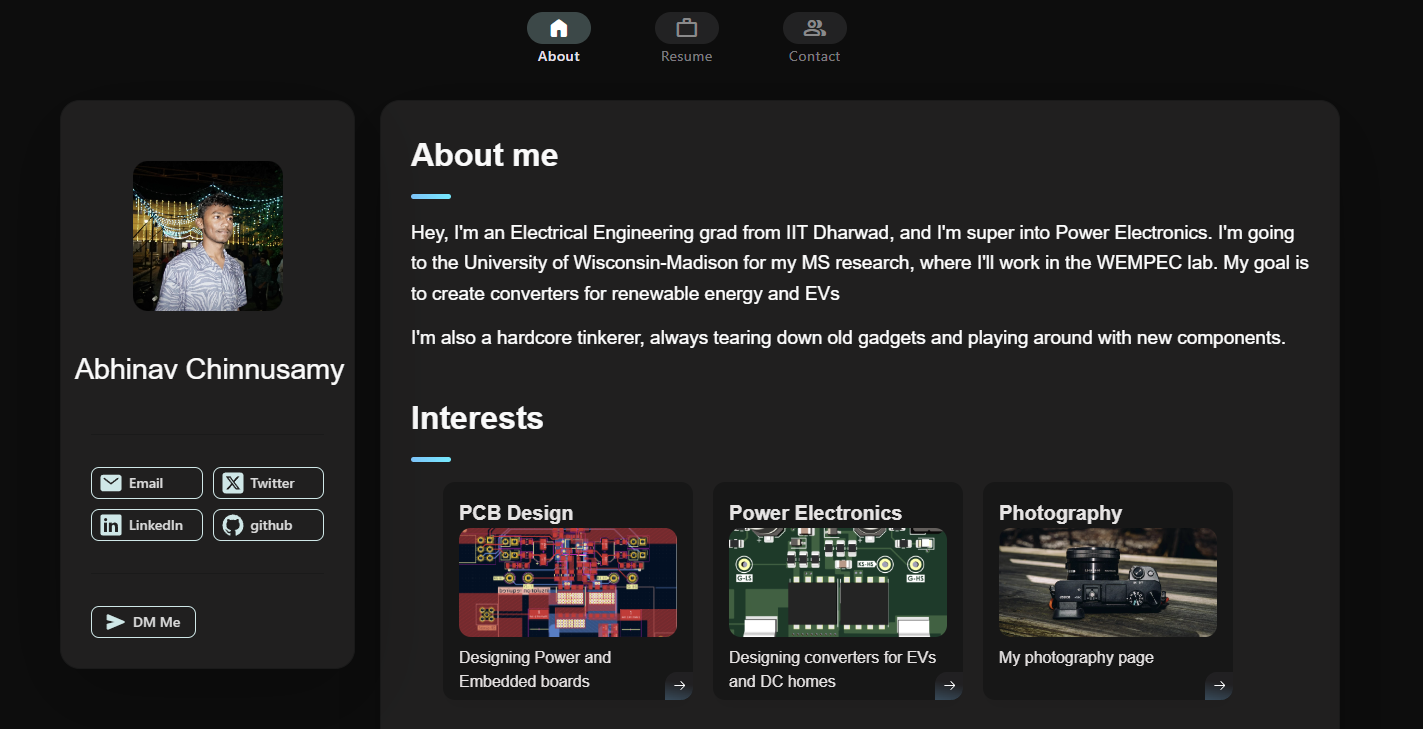 About
Resume
Contact
Abhinav Chinnusamy
Email
Twitter
LinkedIn
github
DM Me
About me
Hey, I'm an Electrical Engineering grad from IIT Dharwad, and I'm super into Power Electronics. I'm going
to the University of Wisconsin-Madison for my MS research, where I'll work in the WEMPEC lab. My goal is
to create converters for renewable energy and EVs
I'm also a hardcore tinkerer, always tearing down old gadgets and playing around with new components.
Interests
PCB Design
Designing Power and
Embedded boards
Power Electronics
G-LS
KS-HS
G-HS
Designing converters for EVs
and DC homes
Photography
My photography page